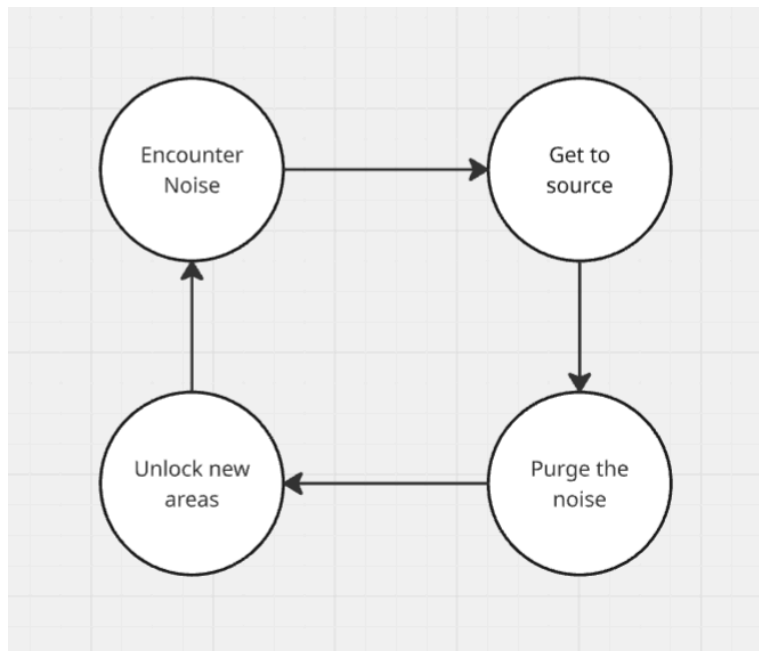 Encounter
Noise
Get to
source
Unlock new
areas
Purge the
noise